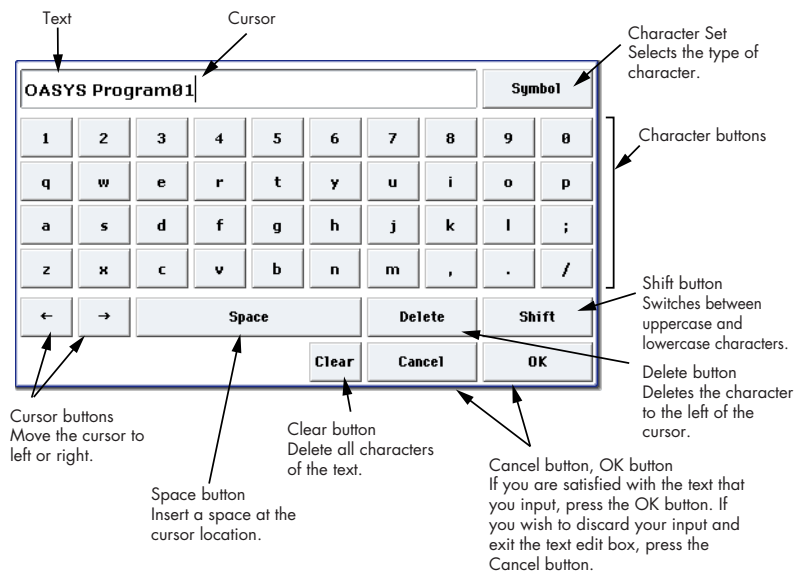 Text
Cursor
Character Set
Selects the type of
character.
OASYS Program01
Symbol
1 2 3 4 5 6 7 8 9 0
Character buttons
q w e r t y u i o p
a s d f g h j k l ;
z x c v b n m , . /
Shift button
Switches between
uppercase and
lowercase characters.
← → Space Delete Shift
Clear Cancel OK
Delete button
Deletes the character
to the left of the
cursor.
Cursor buttons
Move the cursor to
left or right.
Clear button
Delete all characters
of the text.
Space button
Insert a space at the
cursor location.
Cancel button, OK button
If you are satisfied with the text that
you input, press the OK button. If
you wish to discard your input and
exit the text edit box, press the
Cancel button.